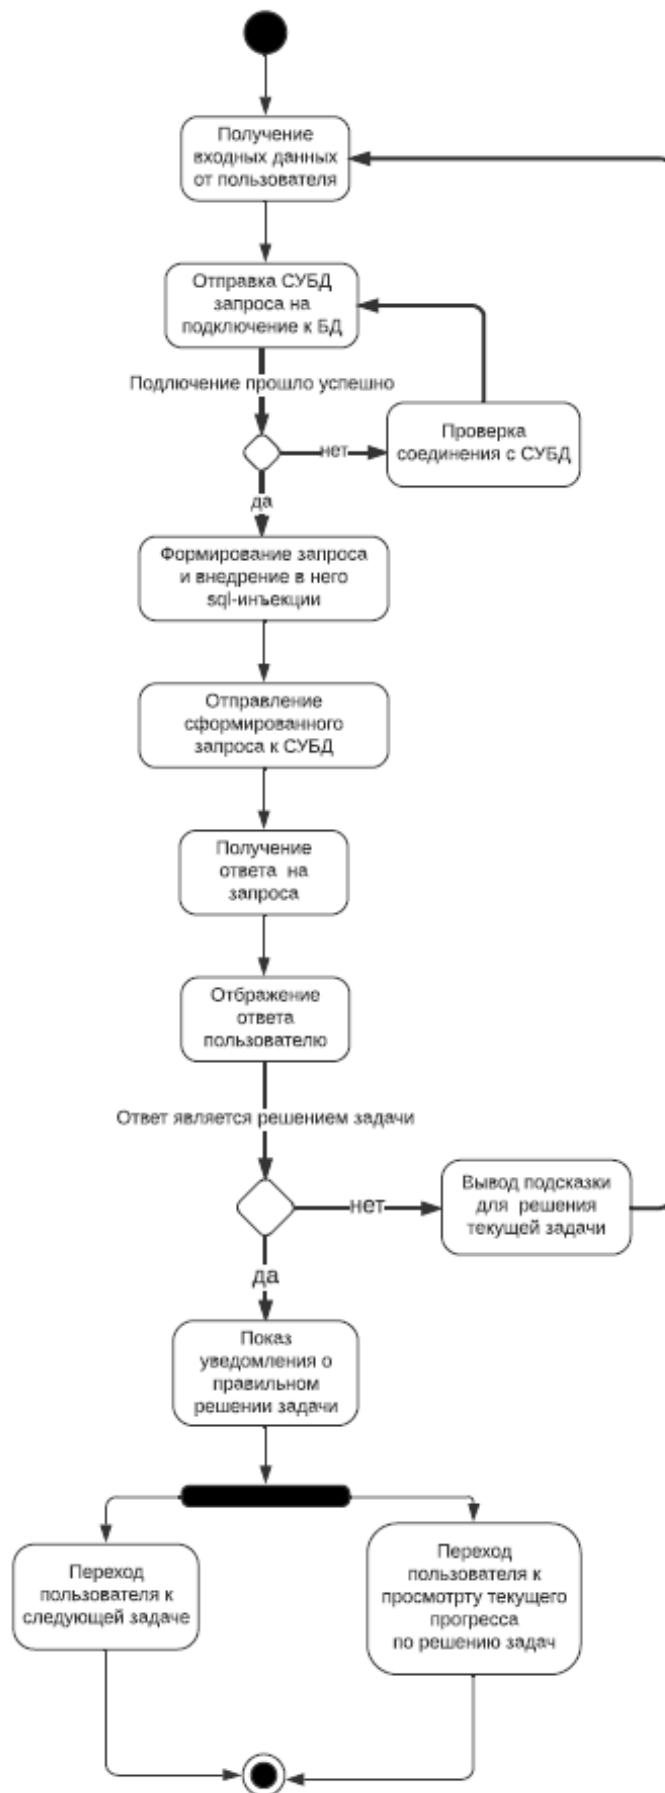 Получение
входных данных
от пользователя
Отправка СУБД
запроса на
подключение к БД
Подлючение прошло успешно
нет
Проверка
соединения с СУБД
да
Формирование запроса
и внедрение в него
sql-инъекции
Отправление
сформированного
запроса к СУБД
Получение
ответа на
запроса
Отбражение
ответа
пользователю
Ответ является решением задачи
нет
Вывод подсказки
для решения
текущей задачи
да
Показ
уведомления о
правильном
решении задачи
Переход
пользователя к
следующей задаче
Переход
пользователя к
просмотрту текущего
прогресса
по решению задач